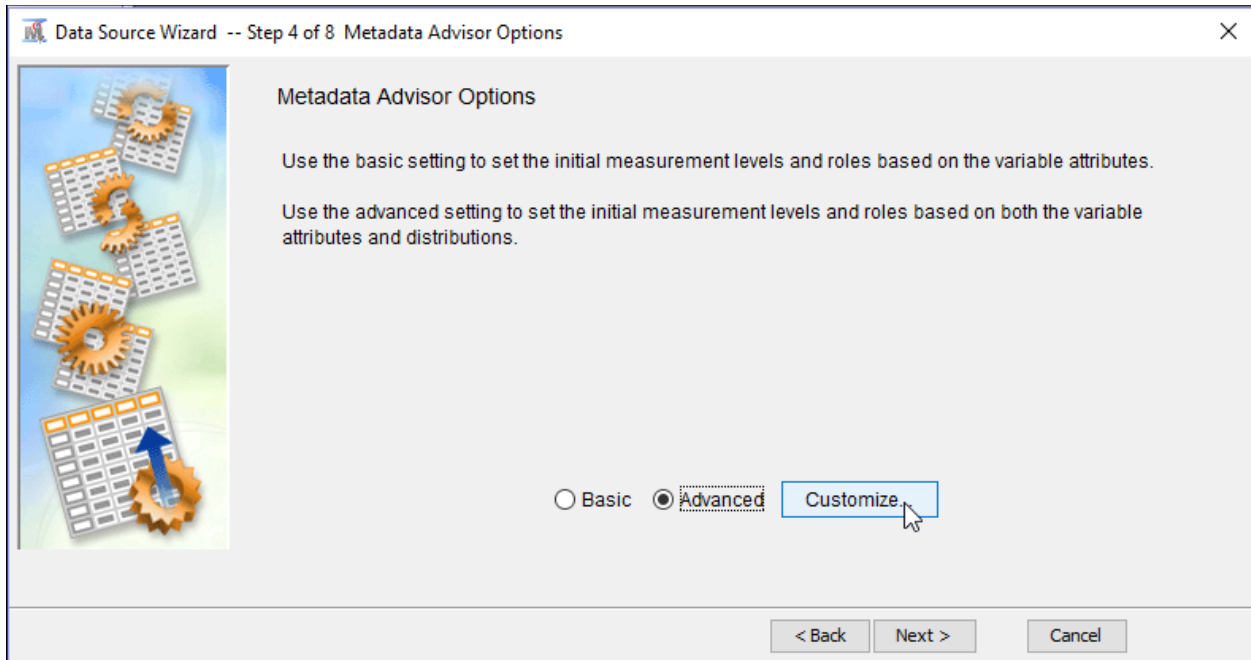 Data Source Wizard -- Step 4 of 8 Metadata Advisor Options
Metadata Advisor Options
Use the basic setting to set the initial measurement levels and roles based on the variable attributes.
Use the advanced setting to set the initial measurement levels and roles based on both the variable
attributes and distributions.
Basic Advanced Customize...
< Back Next > Cancel